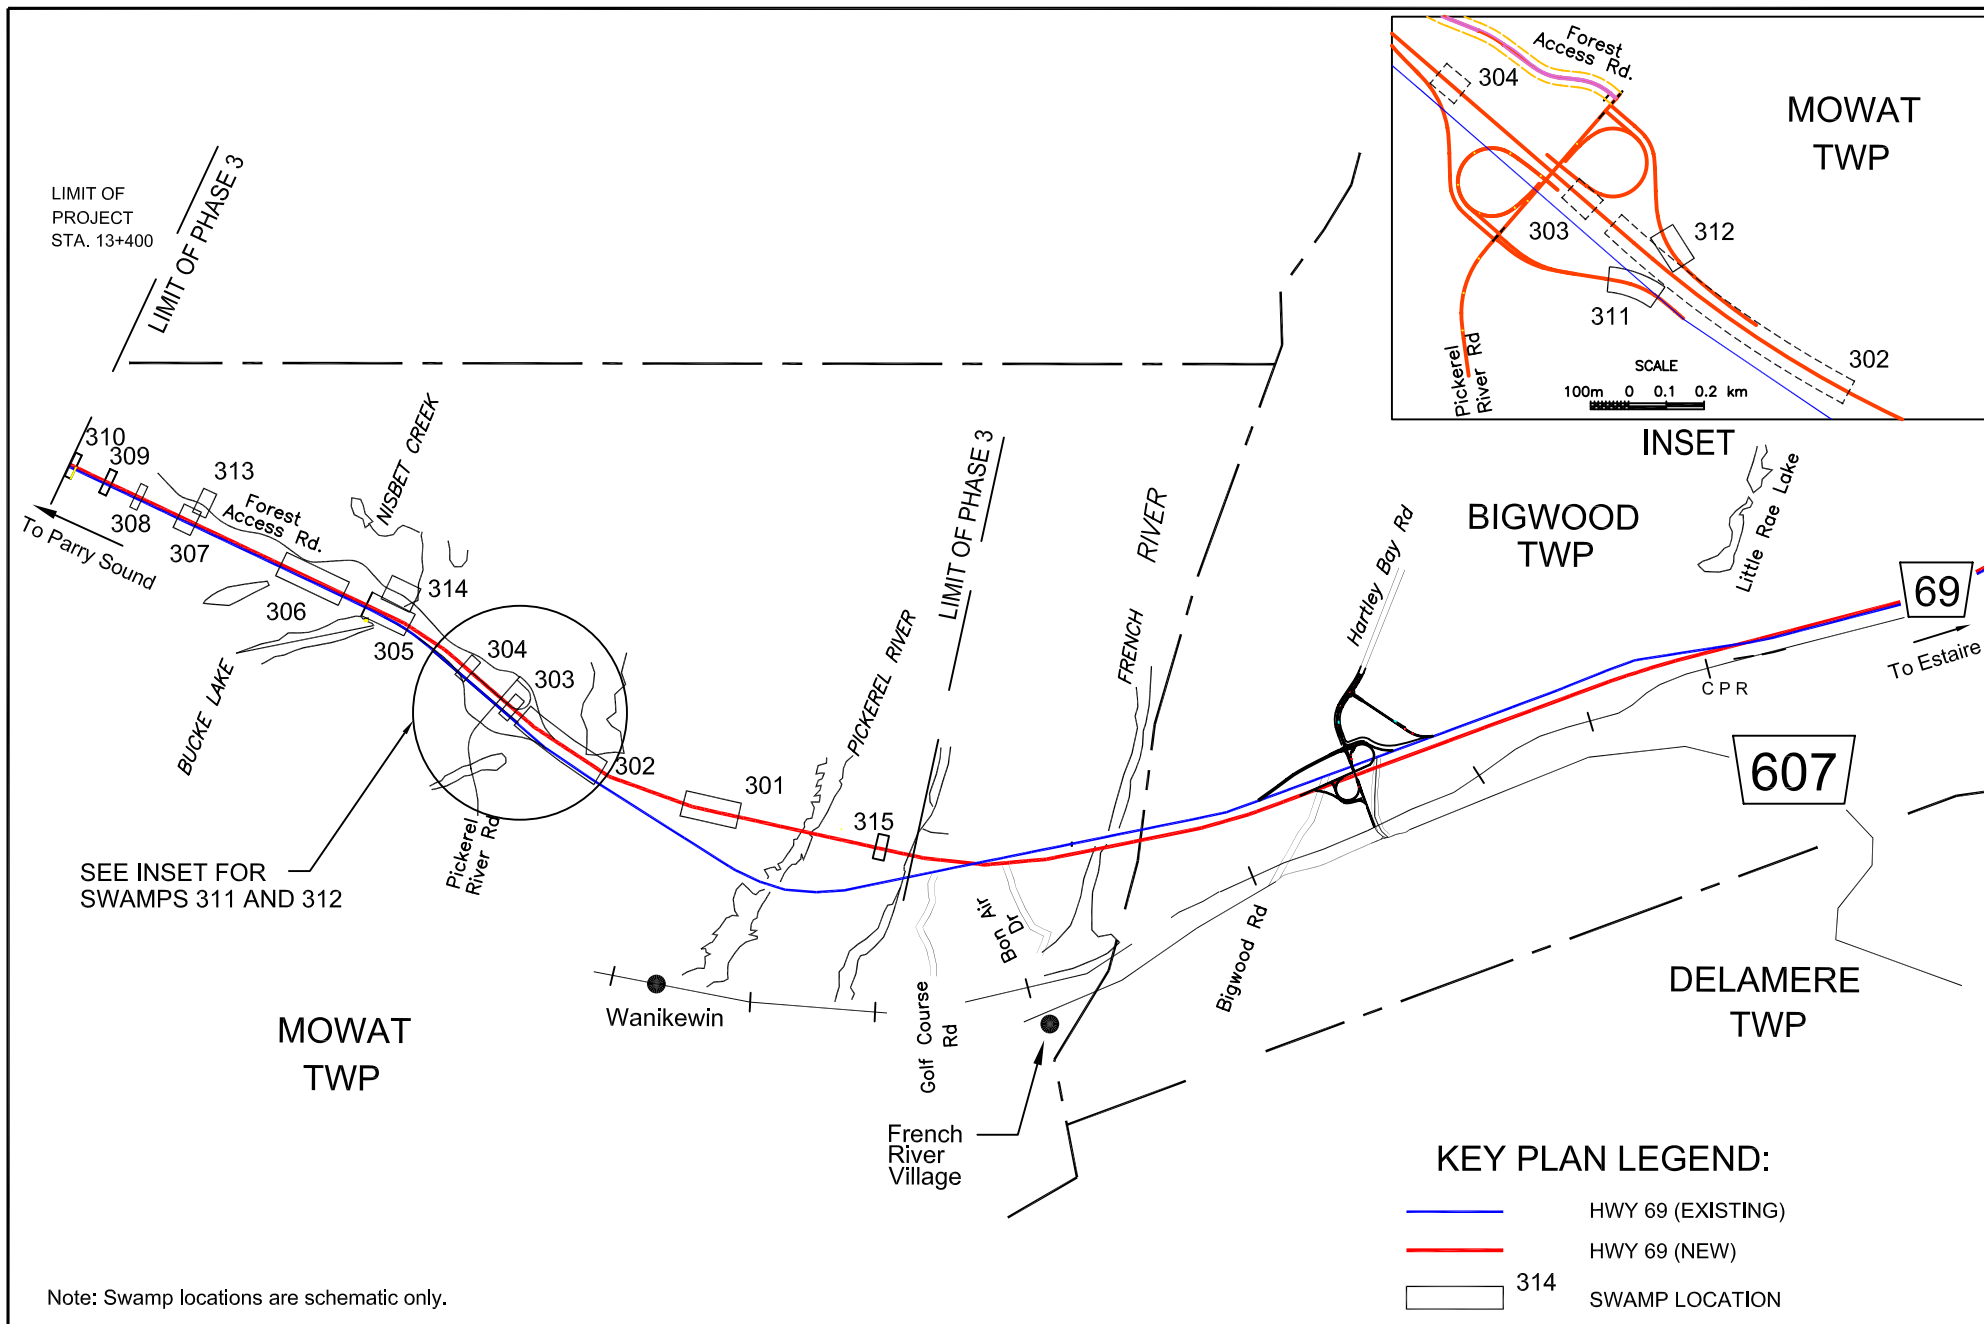 LIMIT OF
PROJECT
STA. 13+400
LIMIT OF PHASE 3
Forest
Access Rd.
304
MOWAT
TWP
303
312
311
302
Pickerel
River Rd
SCALE
100m 0 0.1 0.2 km
INSET
310
309
308
313
307
Forest
Access Rd.
NISBET CREEK
To Parry Sound
306
314
305
BUCKE LAKE
304
303
302
301
315
PICKEREL RIVER
LIMIT OF PHASE 3
FRENCH
RIVER
Hartley Bay Rd
BIGWOOD
TWP
Little Rae Lake
69
To Estaire
CPR
607
SEE INSET FOR
SWAMPS 311 AND 312
Pickerel
River Rd
Wanikewin
Golf Course
Rd
Bon Air
Dr
Bigwood Rd
MOWAT
TWP
DELAMERE
TWP
French
River
Village
KEY PLAN LEGEND:
HWY 69 (EXISTING)
HWY 69 (NEW)
314
SWAMP LOCATION
Note: Swamp locations are schematic only.